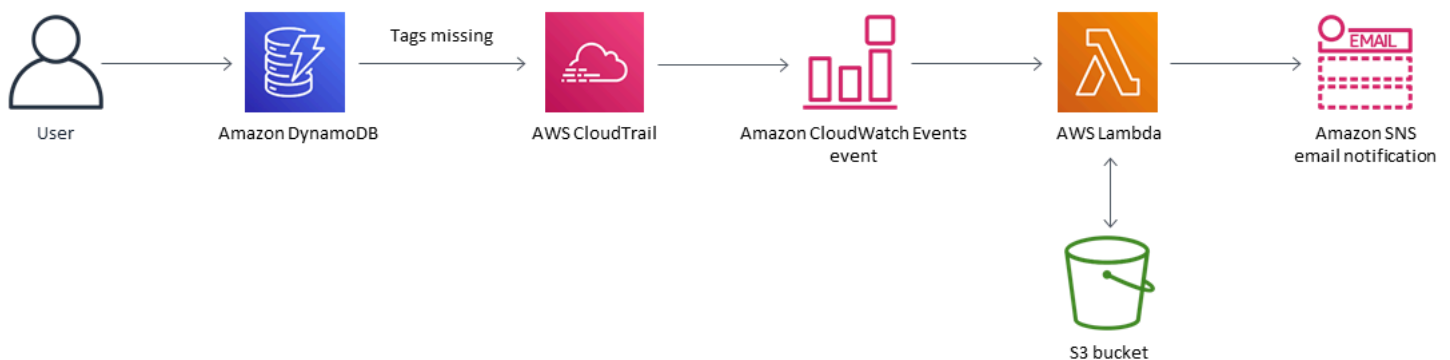 EMAIL
Tags missing
User
Amazon DynamoDB
AWS CloudTrail
Amazon CloudWatch Events
event
AWS Lambda
Amazon SNS
email notification
S3 bucket